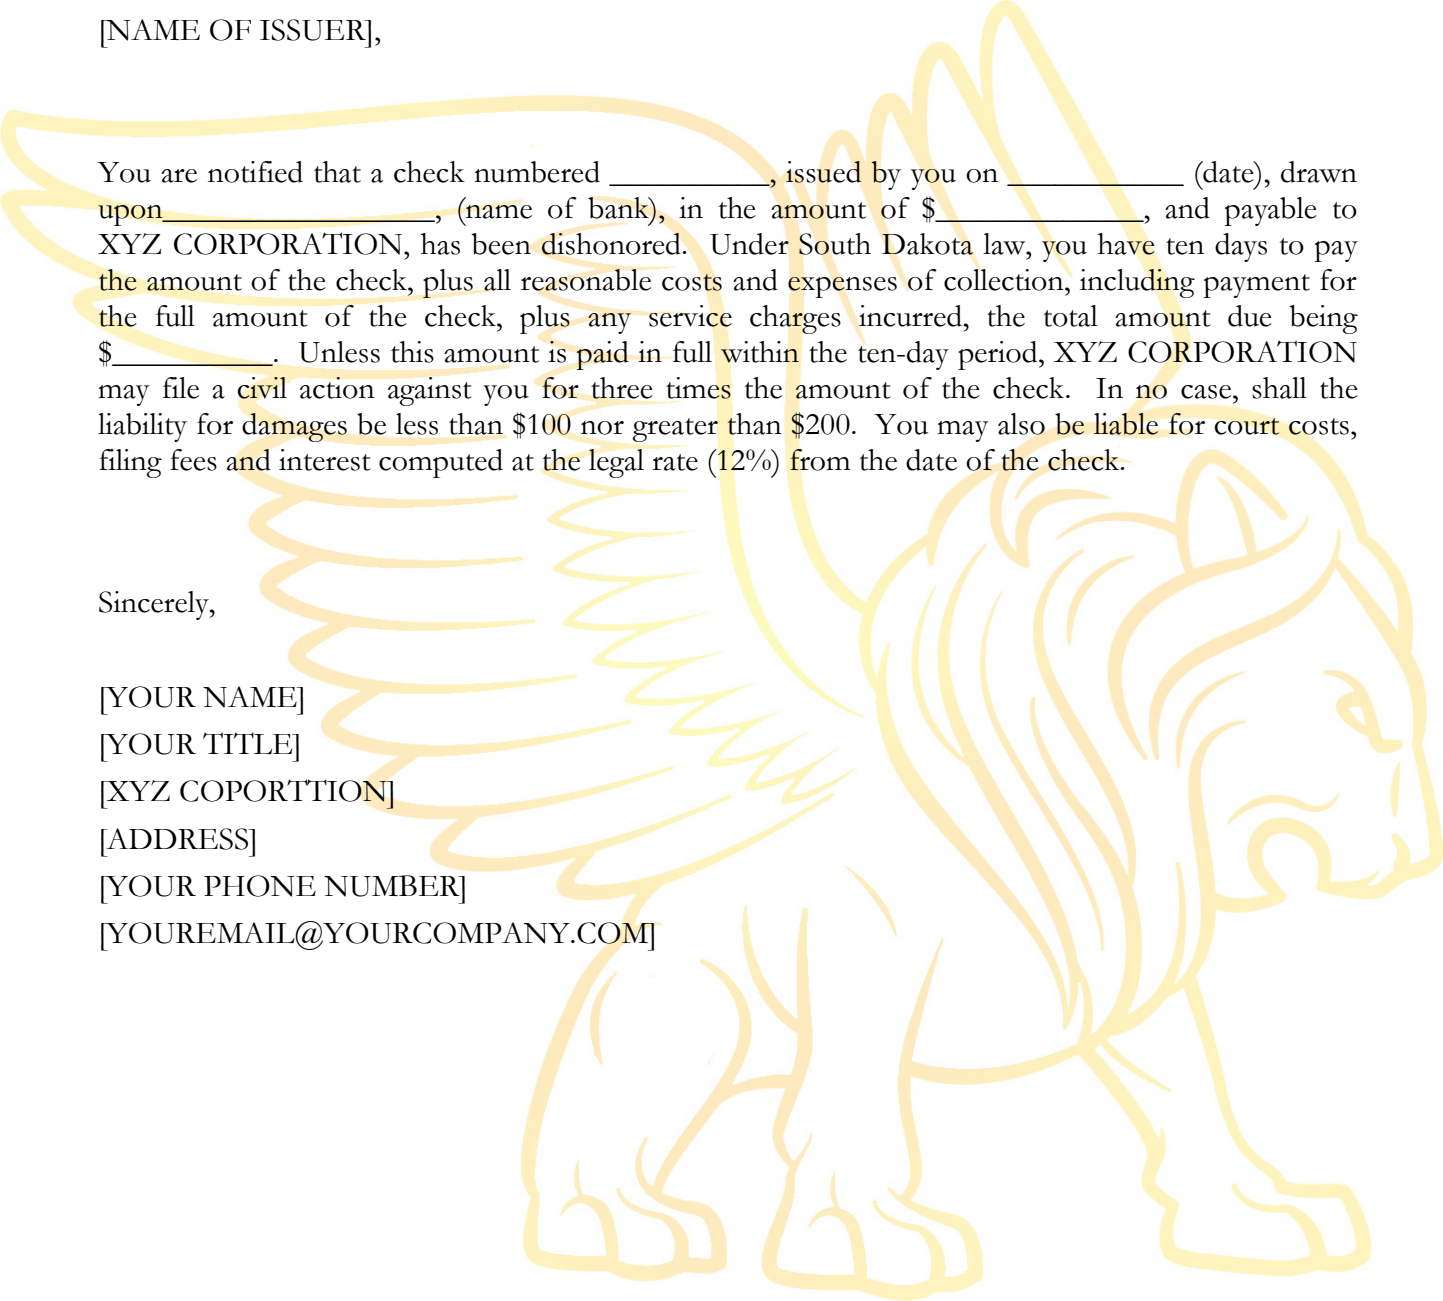 [NAME OF ISSUER],
You are notified that a check numbered __________, issued by you on ___________ (date), drawn
upon_________________, (name of bank), in the amount of $_____________, and payable to
XYZ CORPORATION, has been dishonored. Under South Dakota law, you have ten days to pay
the amount of the check, plus all reasonable costs and expenses of collection, including payment for
the full amount of the check, plus any service charges incurred, the total amount due being
$__________. Unless this amount is paid in full within the ten-day period, XYZ CORPORATION
may file a civil action against you for three times the amount of the check. In no case, shall the
liability for damages be less than $100 nor greater than $200. You may also be liable for court costs,
filing fees and interest computed at the legal rate (12%) from the date of the check.
Sincerely,
[YOUR NAME]
[YOUR TITLE]
[XYZ COPORTTION]
[ADDRESS]
[YOUR PHONE NUMBER]
[YOUREMAIL@YOURCOMPANY.COM]